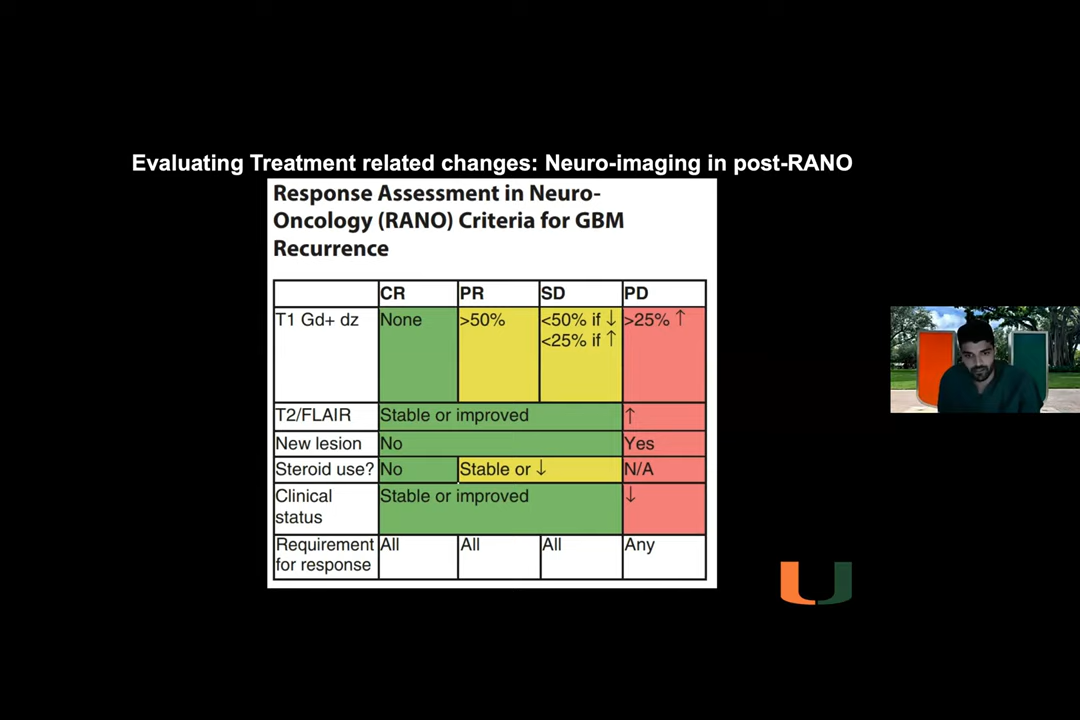 Evaluating Treatment related changes: Neuro-imaging in post-RANO
Response Assessment in Neuro-
Oncology (RANO) Criteria for GBM
Recurrence
CR PR SD PD
T1 Gd+ dz None >50% <50% if ↓ >25% ↑
<25% if ↑
T2/FLAIR Stable or improved ↑
New lesion No Yes
Steroid use? No Stable or ↓ N/A
Clinical Stable or improved ↓
status
Requirement All All All Any
for response